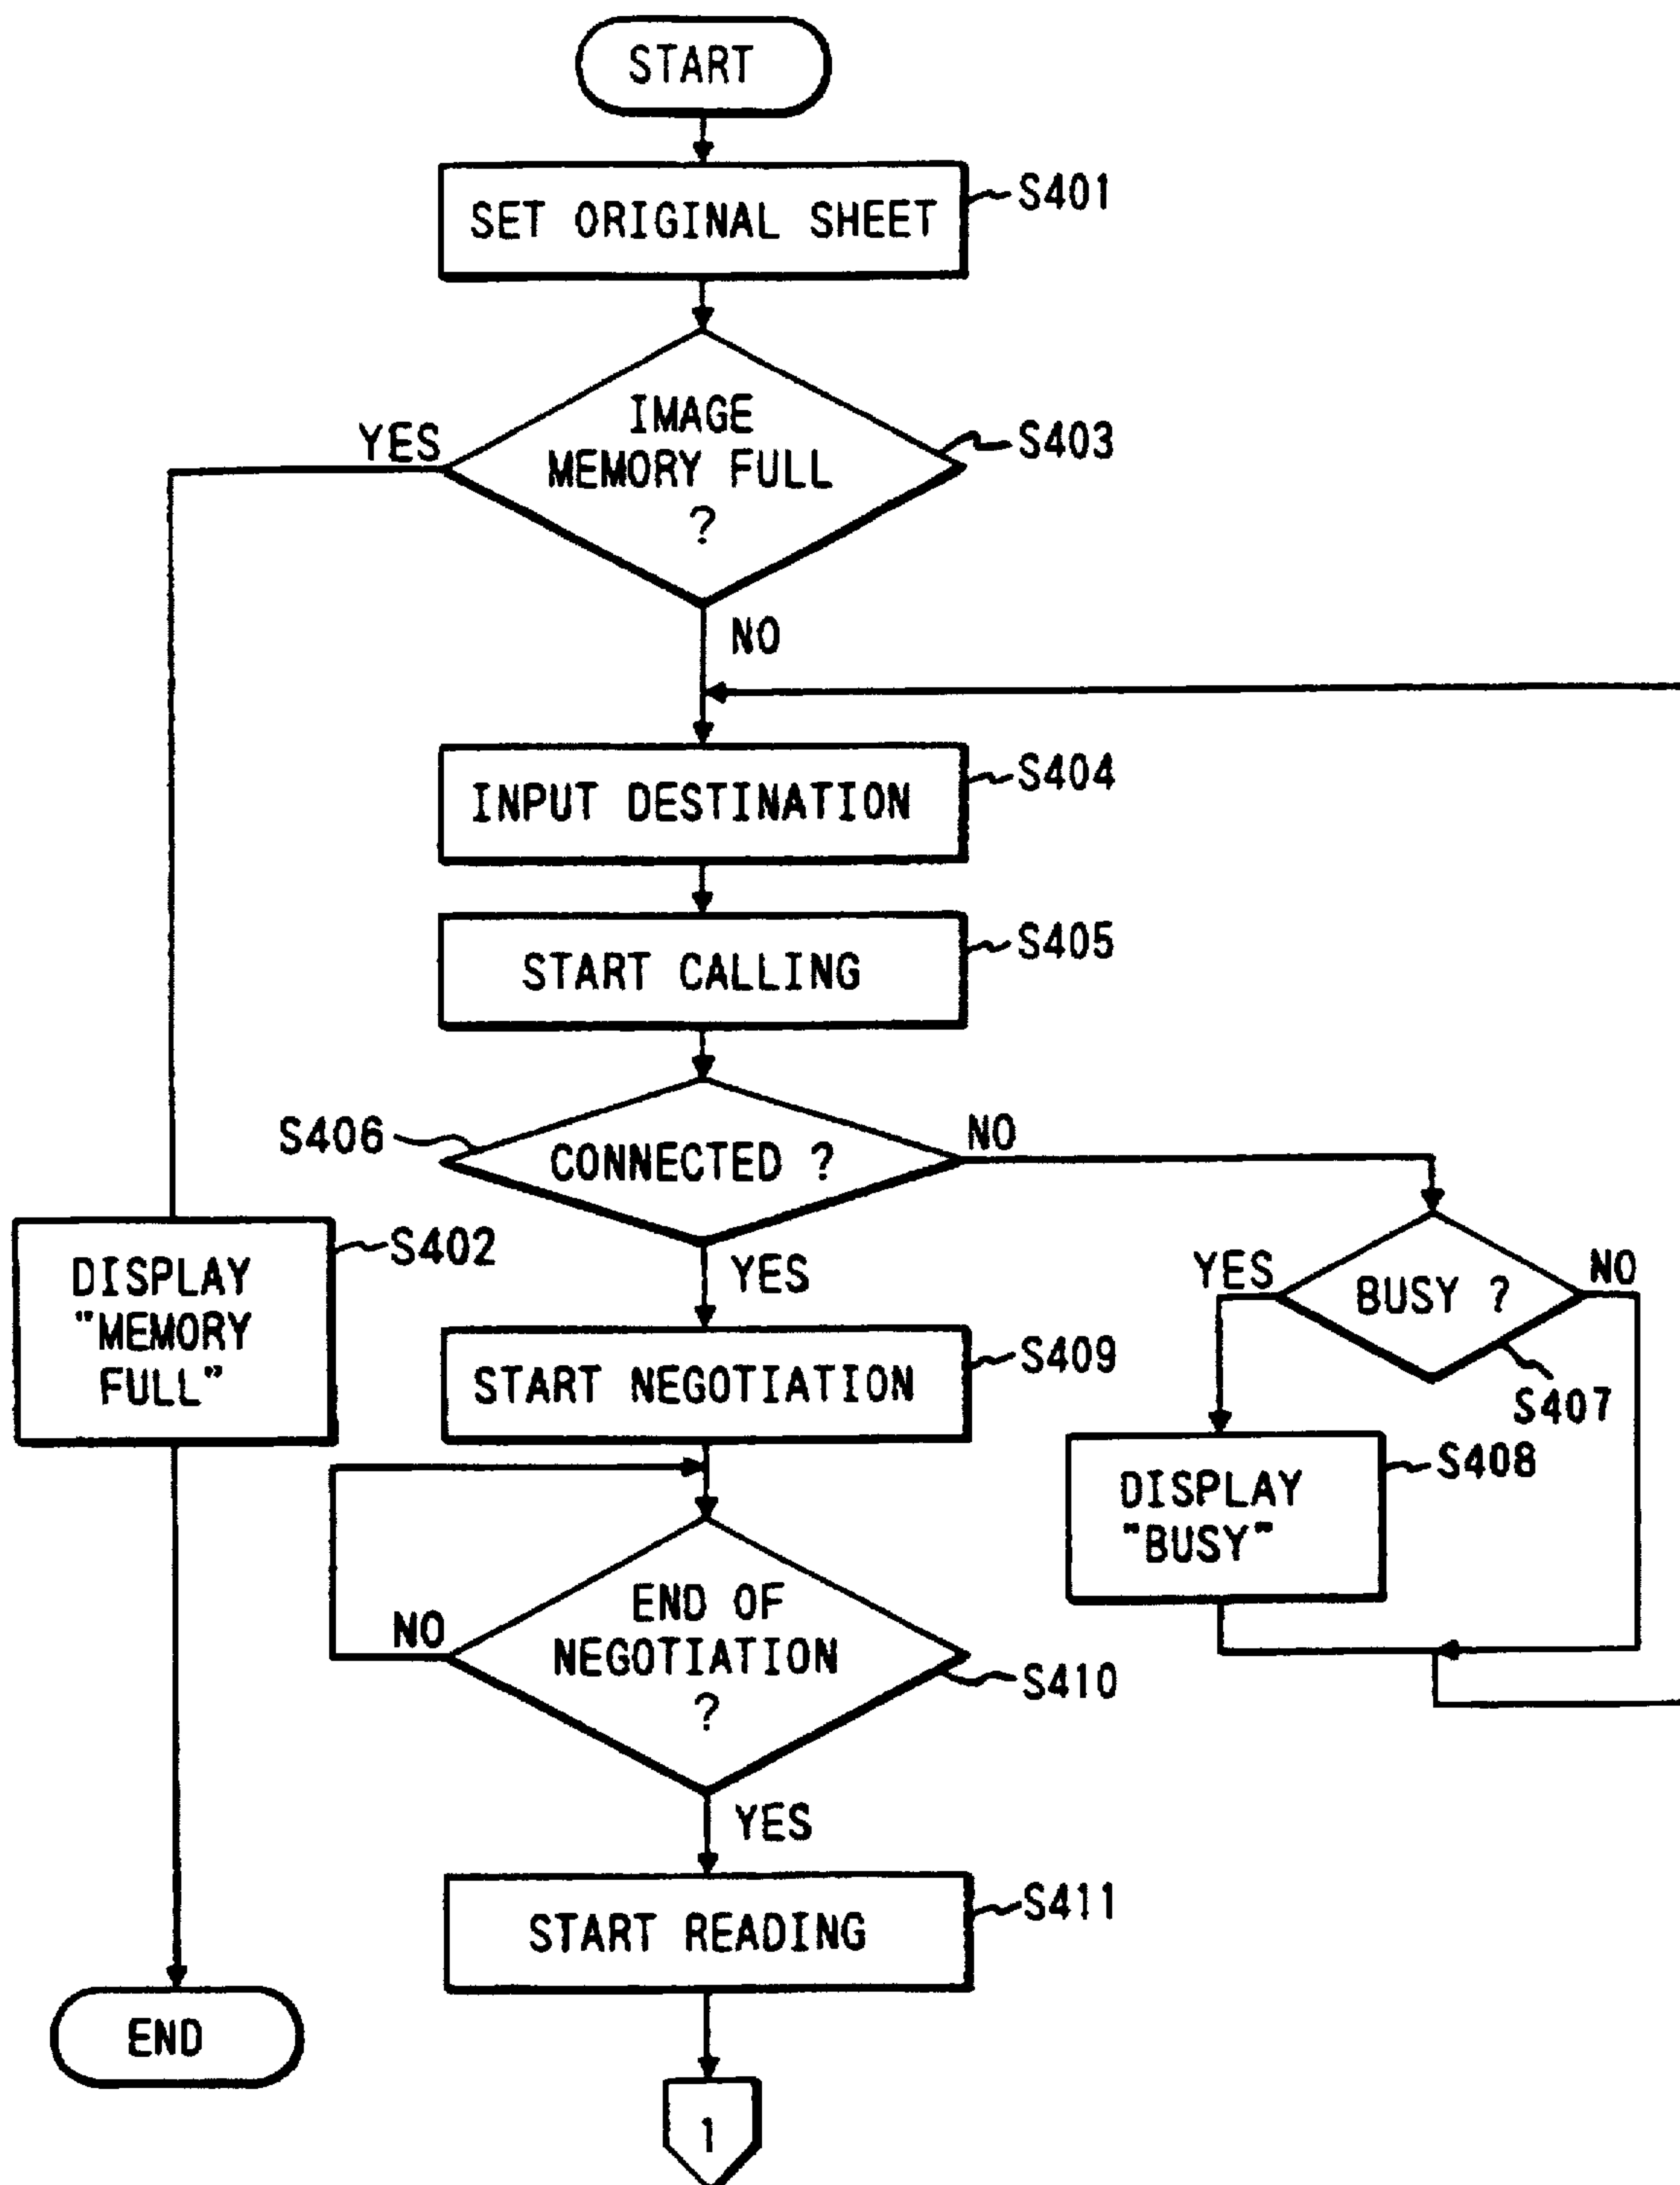 START
SET ORIGINAL SHEET
S401
IMAGE
MEMORY FULL
?
S403
YES
NO
INPUT DESTINATION
S404
START CALLING
S405
S406
CONNECTED ?
NO
YES
DISPLAY
"MEMORY
FULL"
S402
BUSY ?
YES
NO
S407
START NEGOTIATION
S409
DISPLAY
"BUSY"
S408
END OF
NEGOTIATION
?
NO
S410
YES
START READING
S411
END
1